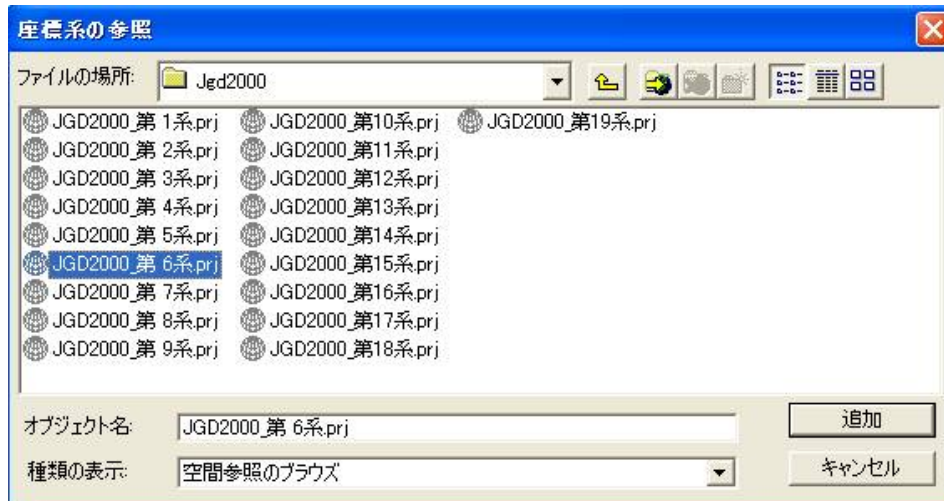 座標系の参照
ファイルの場所: Jgd2000
JGD2000_第 1系.prj JGD2000_第10系.prj JGD2000_第19系.prj
JGD2000_第 2系.prj JGD2000_第11系.prj
JGD2000_第 3系.prj JGD2000_第12系.prj
JGD2000_第 4系.prj JGD2000_第13系.prj
JGD2000_第 5系.prj JGD2000_第14系.prj
JGD2000_第 6系.prj JGD2000_第15系.prj
JGD2000_第 7系.prj JGD2000_第16系.prj
JGD2000_第 8系.prj JGD2000_第17系.prj
JGD2000_第 9系.prj JGD2000_第18系.prj
オブジェクト名: JGD2000_第 6系.prj 追加
種類の表示: 空間参照のブラウズ キャンセル